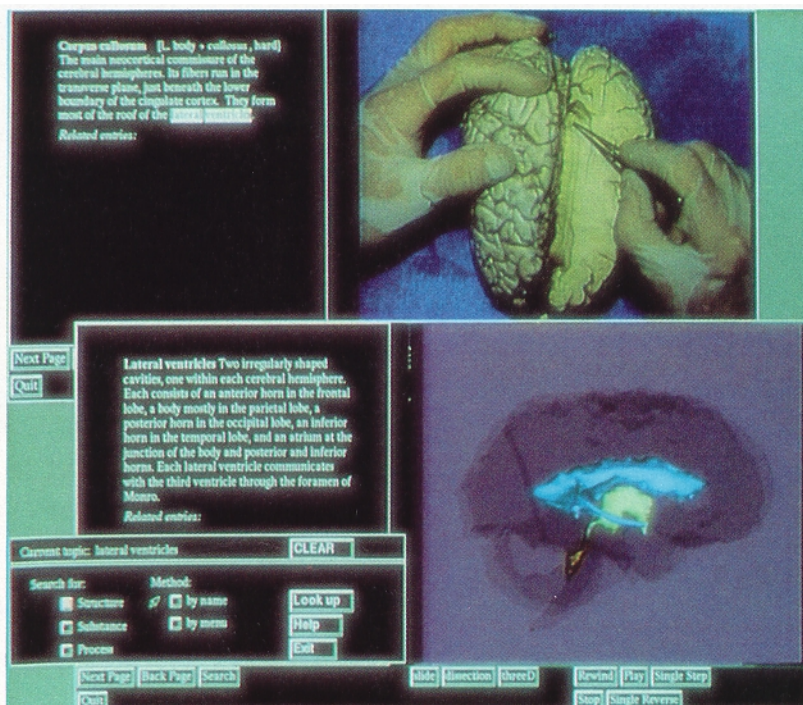 Corpus callosum [L. body + callosus, hard]
The main neocortical commissure of the
cerebral hemispheres. Its fibers run in the
transverse plane, just beneath the lower
boundary of the cingulate cortex. They form
most of the roof of the lateral ventricle.
Related entries:
Next Page
Quit
Lateral ventricles Two irregularly shaped
cavities, one within each cerebral hemisphere.
Each consists of an anterior horn in the frontal
lobe, a body mostly in the parietal lobe, a
posterior horn in the occipital lobe, an inferior
horn in the temporal lobe, and an atrium at the
junction of the body and posterior and inferior
horns. Each lateral ventricle communicates
with the third ventricle through the foramen of
Monro.
Related entries:
Current topic: lateral ventricles CLEAR
Search for: Method:
Structure by name Look up
Substance by menu Help
Process Exit
Next Page Back Page Search slide dissection threeD Rewind Play Single Step
Quit Stop Single Reverse